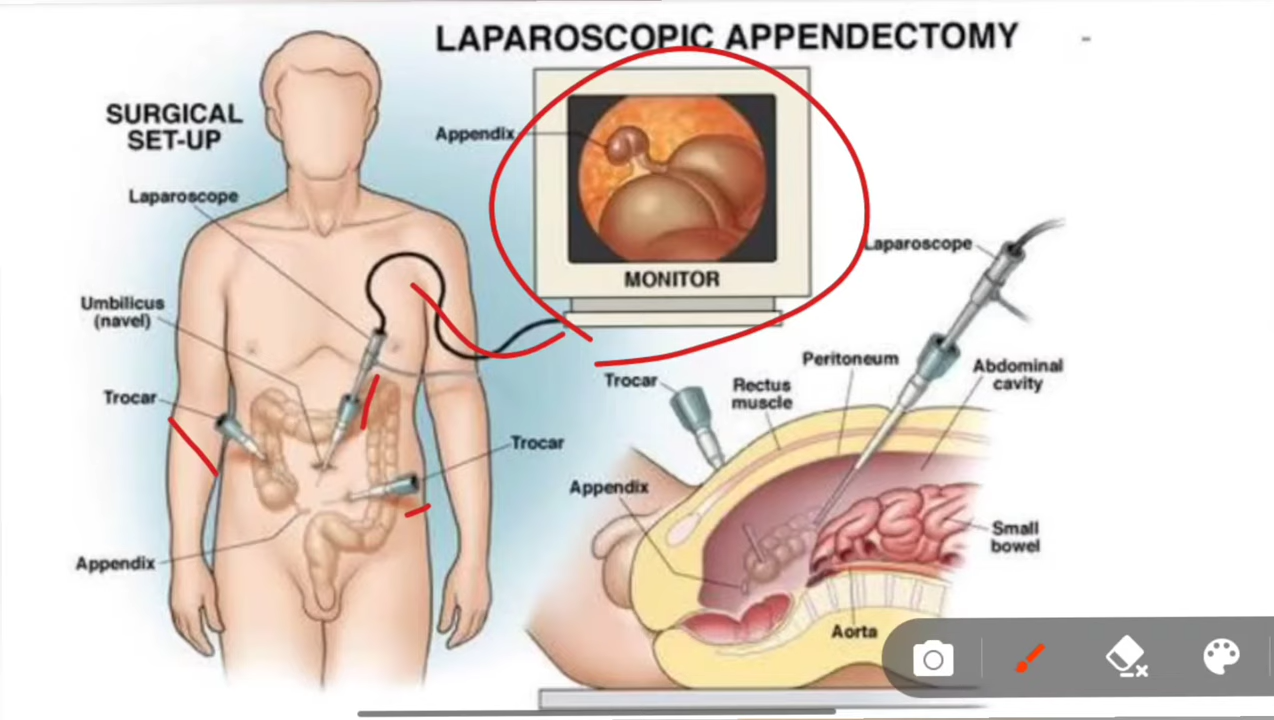 LAPAROSCOPIC APPENDECTOMY
SURGICAL
SET-UP
Laparoscope
Umbilicus
(navel)
Trocar
Appendix
Trocar
Appendix
MONITOR
Laparoscope
Trocar
Rectus
muscle
Peritoneum
Abdominal
cavity
Appendix
Small
bowel
Aorta